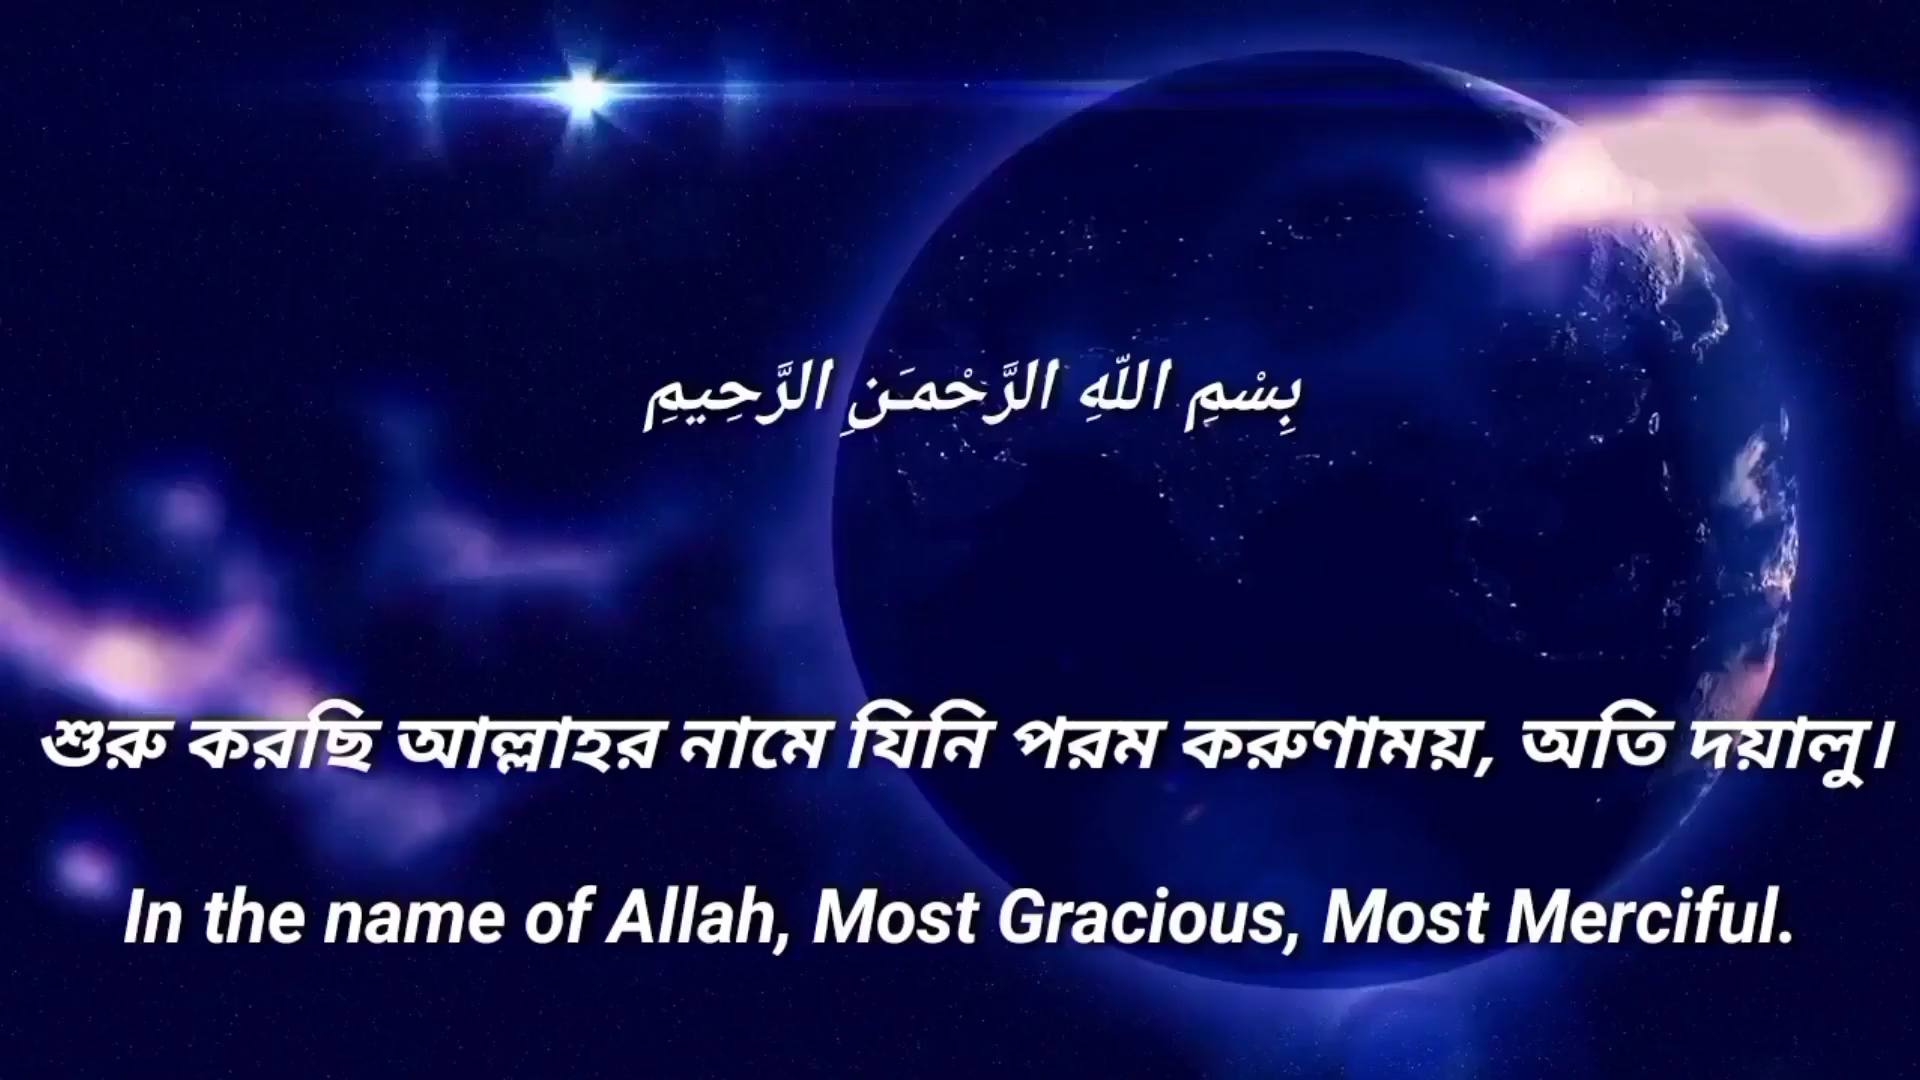 بِسْمِ اللّهِ الرَّحْمـَنِ الرَّحِيمِ
শুরু করছি আল্লাহর নামে যিনি পরম করুণাময়, অতি দয়ালু।
In the name of Allah, Most Gracious, Most Merciful.